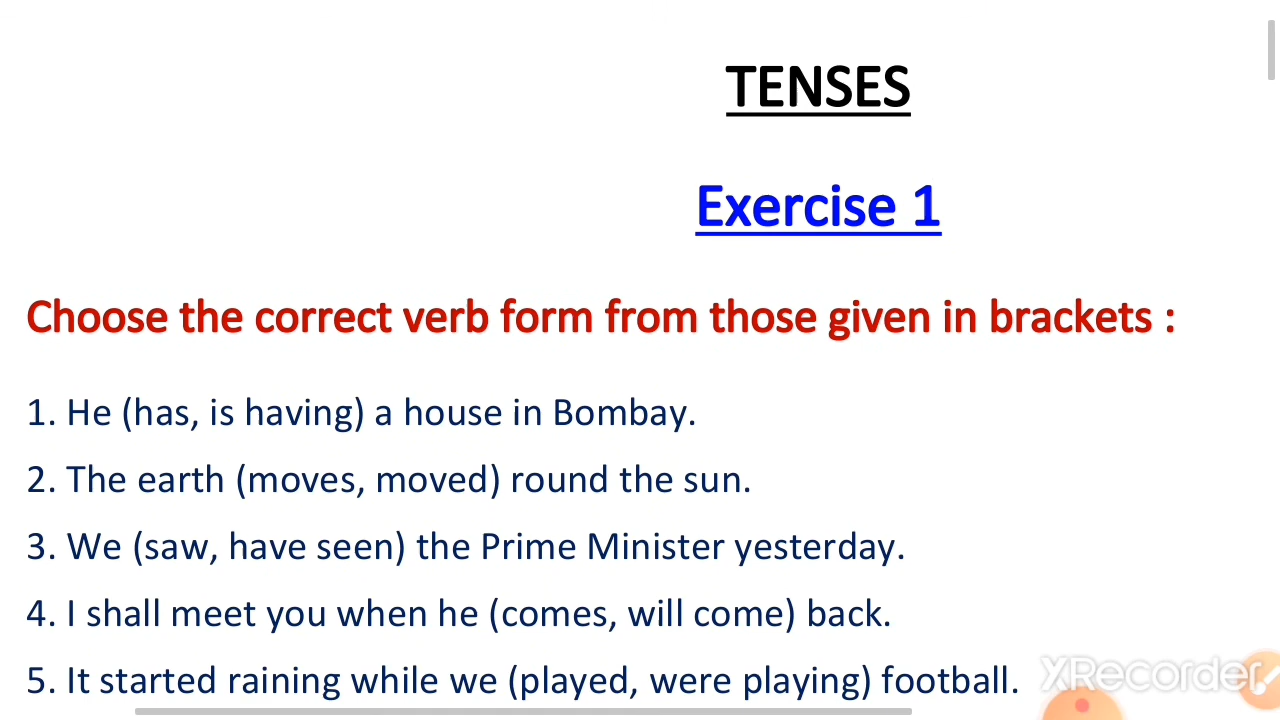 TENSES
Exercise 1
Choose the correct verb form from those given in brackets :
1. He (has, is having) a house in Bombay.
2. The earth (moves, moved) round the sun.
3. We (saw, have seen) the Prime Minister yesterday.
4. I shall meet you when he (comes, will come) back.
5. It started raining while we (played, were playing) football.
XRecorder